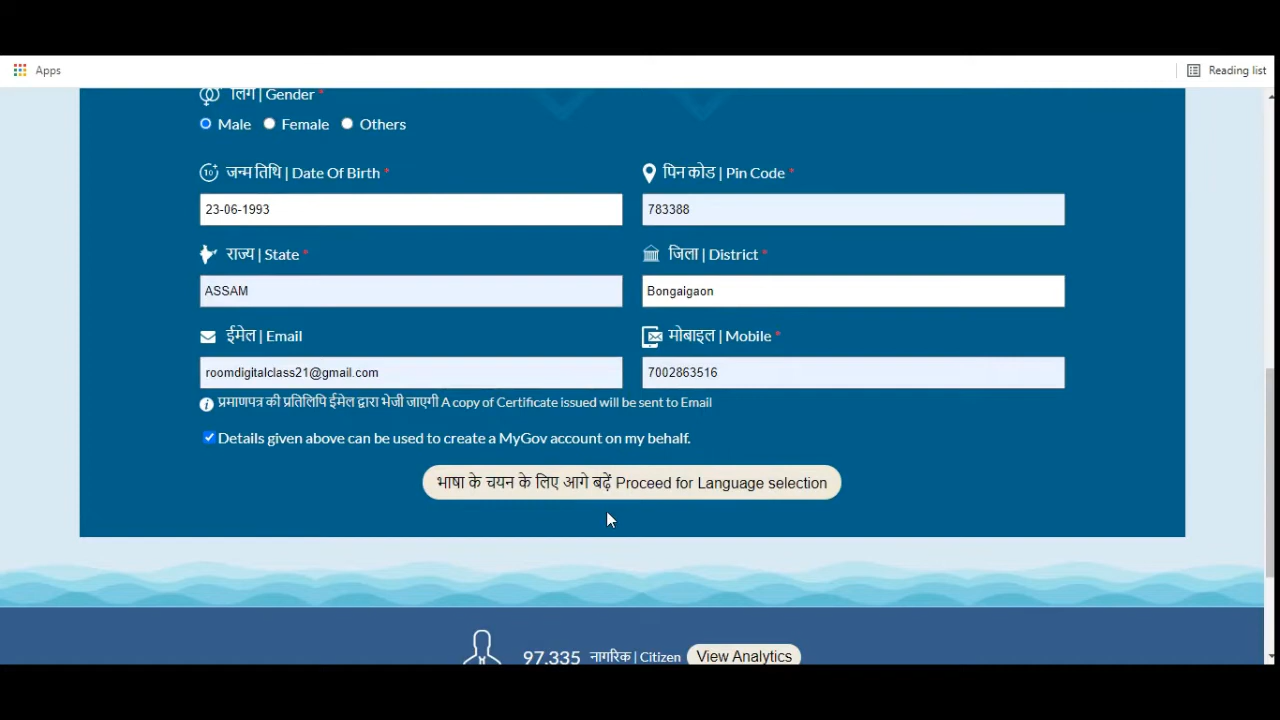 Apps
Reading list
लिंग | Gender *
Male Female Others
जन्म तिथि | Date Of Birth *
पिन कोड | Pin Code *
23-06-1993
783388
राज्य | State *
जिला | District *
ASSAM
Bongaigaon
ईमेल | Email
मोबाइल | Mobile *
roomdigitalclass21@gmail.com
7002863516
प्रमाणपत्र की प्रतिलिपि ईमेल द्वारा भेजी जाएगी A copy of Certificate issued will be sent to Email
Details given above can be used to create a MyGov account on my behalf.
भाषा के चयन के लिए आगे बढ़ें Proceed for Language selection
97,335 नागरिक | Citizen View Analytics